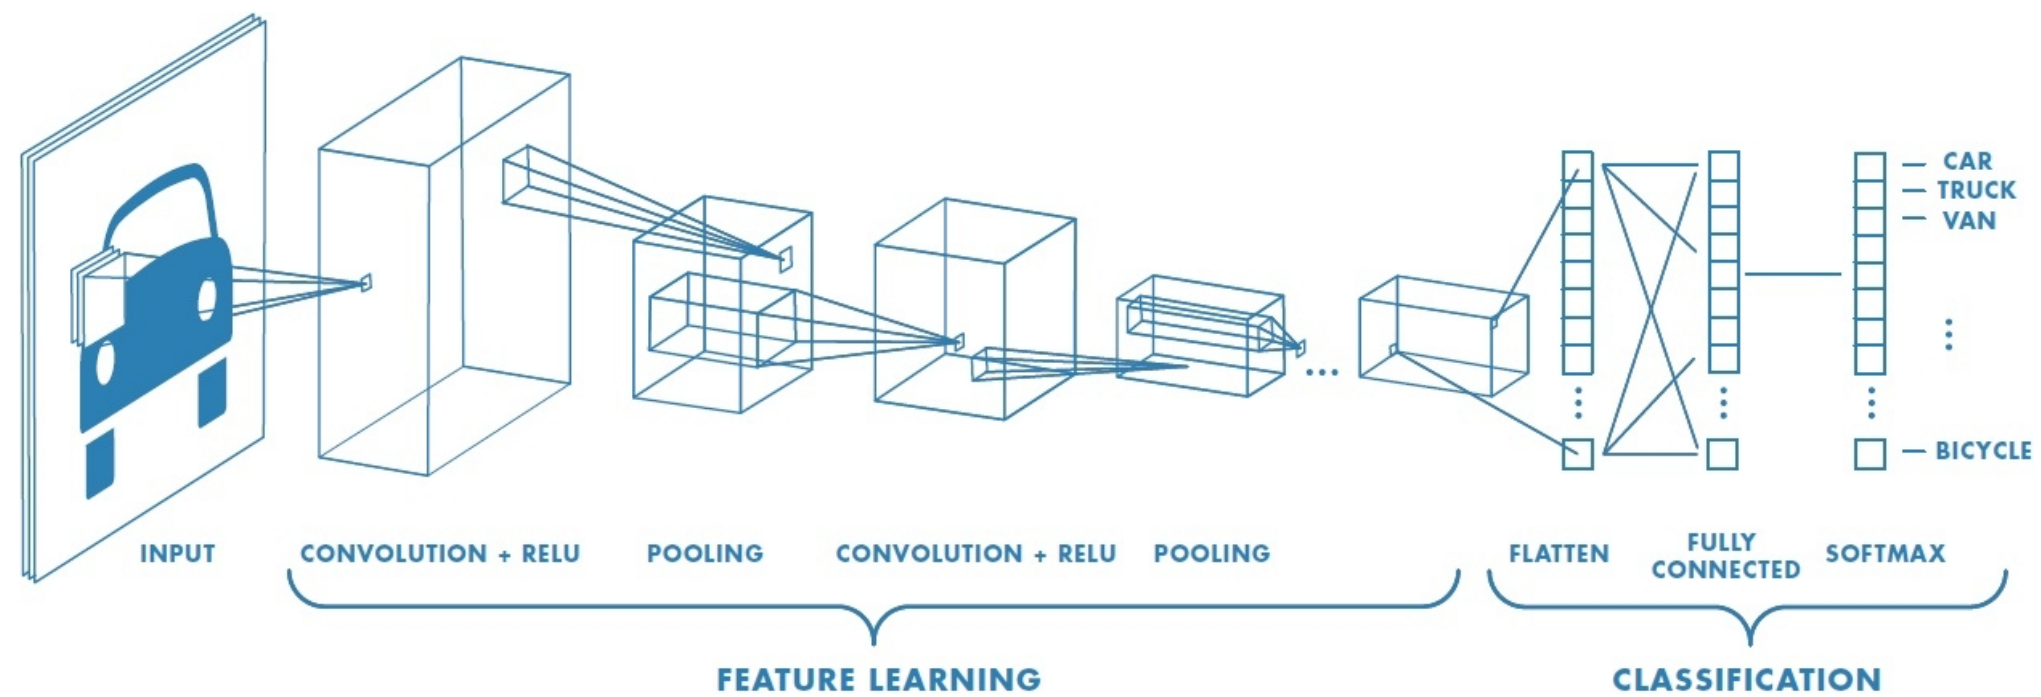 CAR
TRUCK
VAN
BICYCLE
INPUT
CONVOLUTION + RELU
POOLING
CONVOLUTION + RELU
POOLING
FLATTEN
FULLY
CONNECTED
SOFTMAX
FEATURE LEARNING
CLASSIFICATION